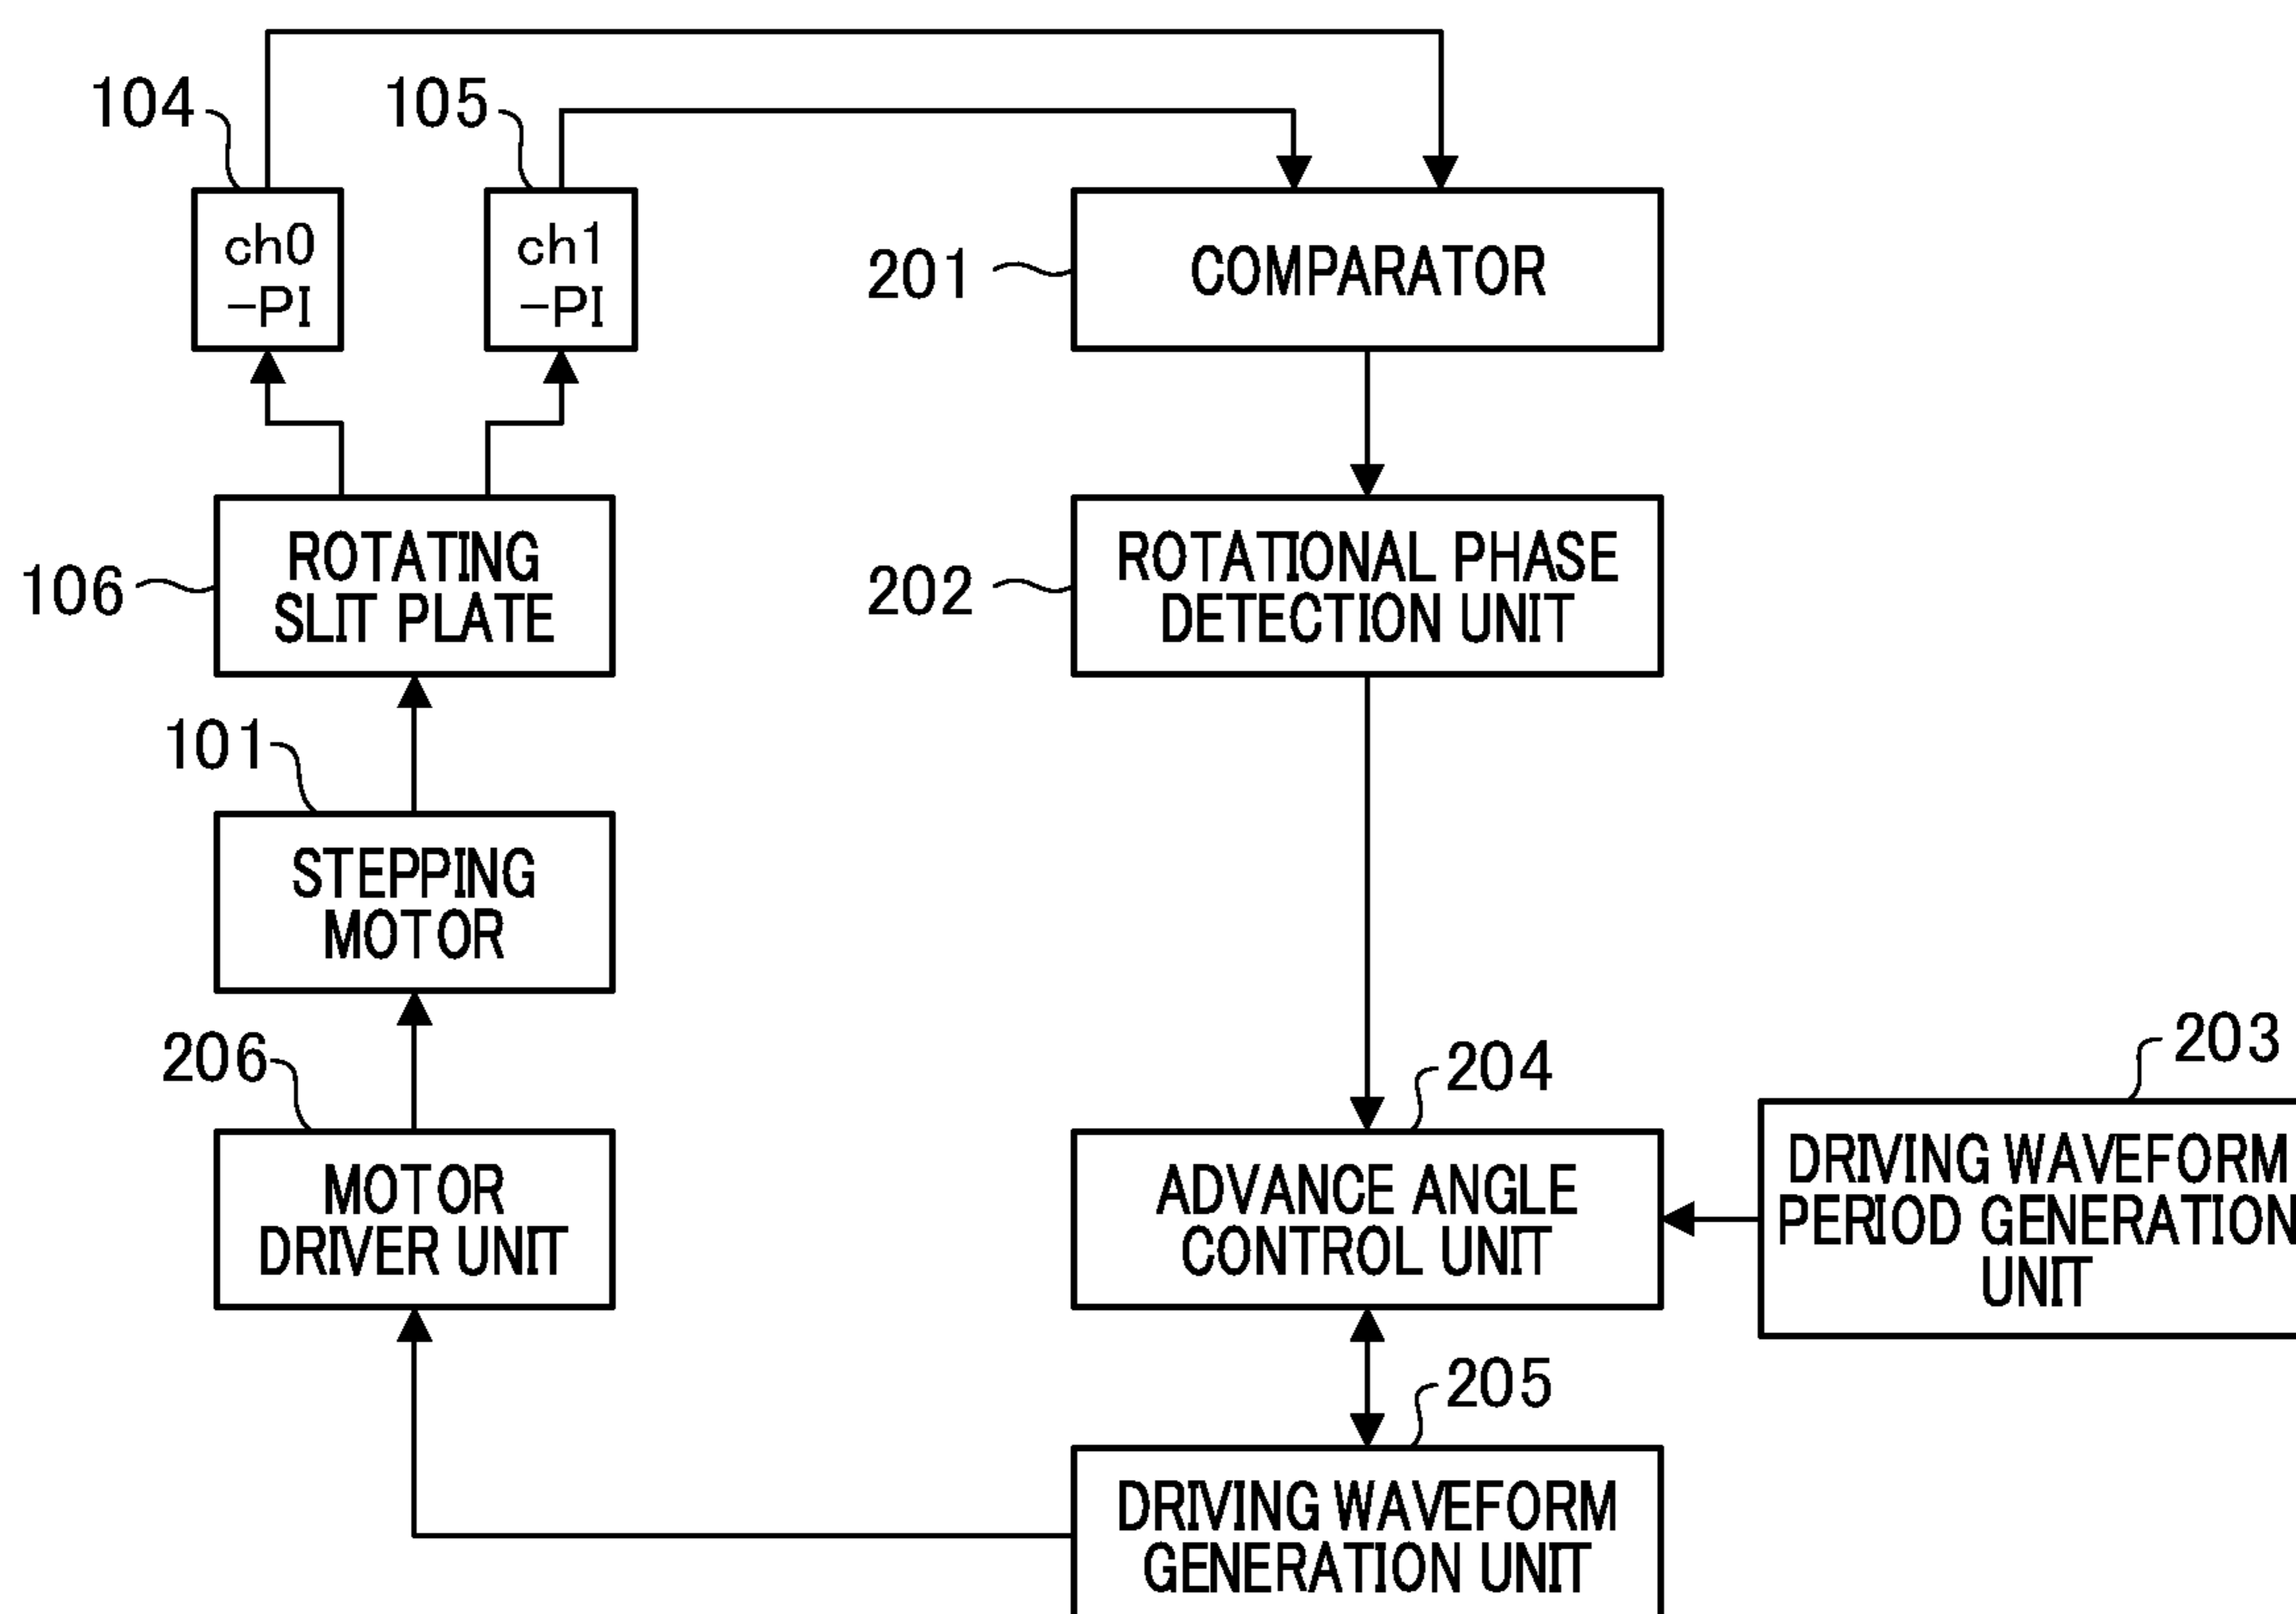 104
105
ch0
-PI
ch1
-PI
201
COMPARATOR
106
ROTATING
SLIT PLATE
202
ROTATIONAL PHASE
DETECTION UNIT
101
STEPPING
MOTOR
206
MOTOR
DRIVER UNIT
204
ADVANCE ANGLE
CONTROL UNIT
203
DRIVING WAVEFORM
PERIOD GENERATION
UNIT
205
DRIVING WAVEFORM
GENERATION UNIT